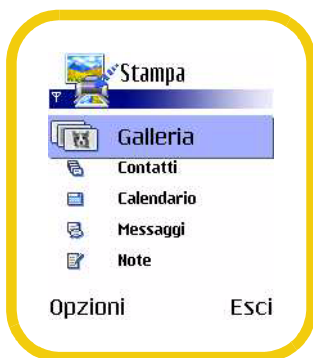 Stampa
Galleria
Contatti
Calendario
Messaggi
Note
Opzioni Esci